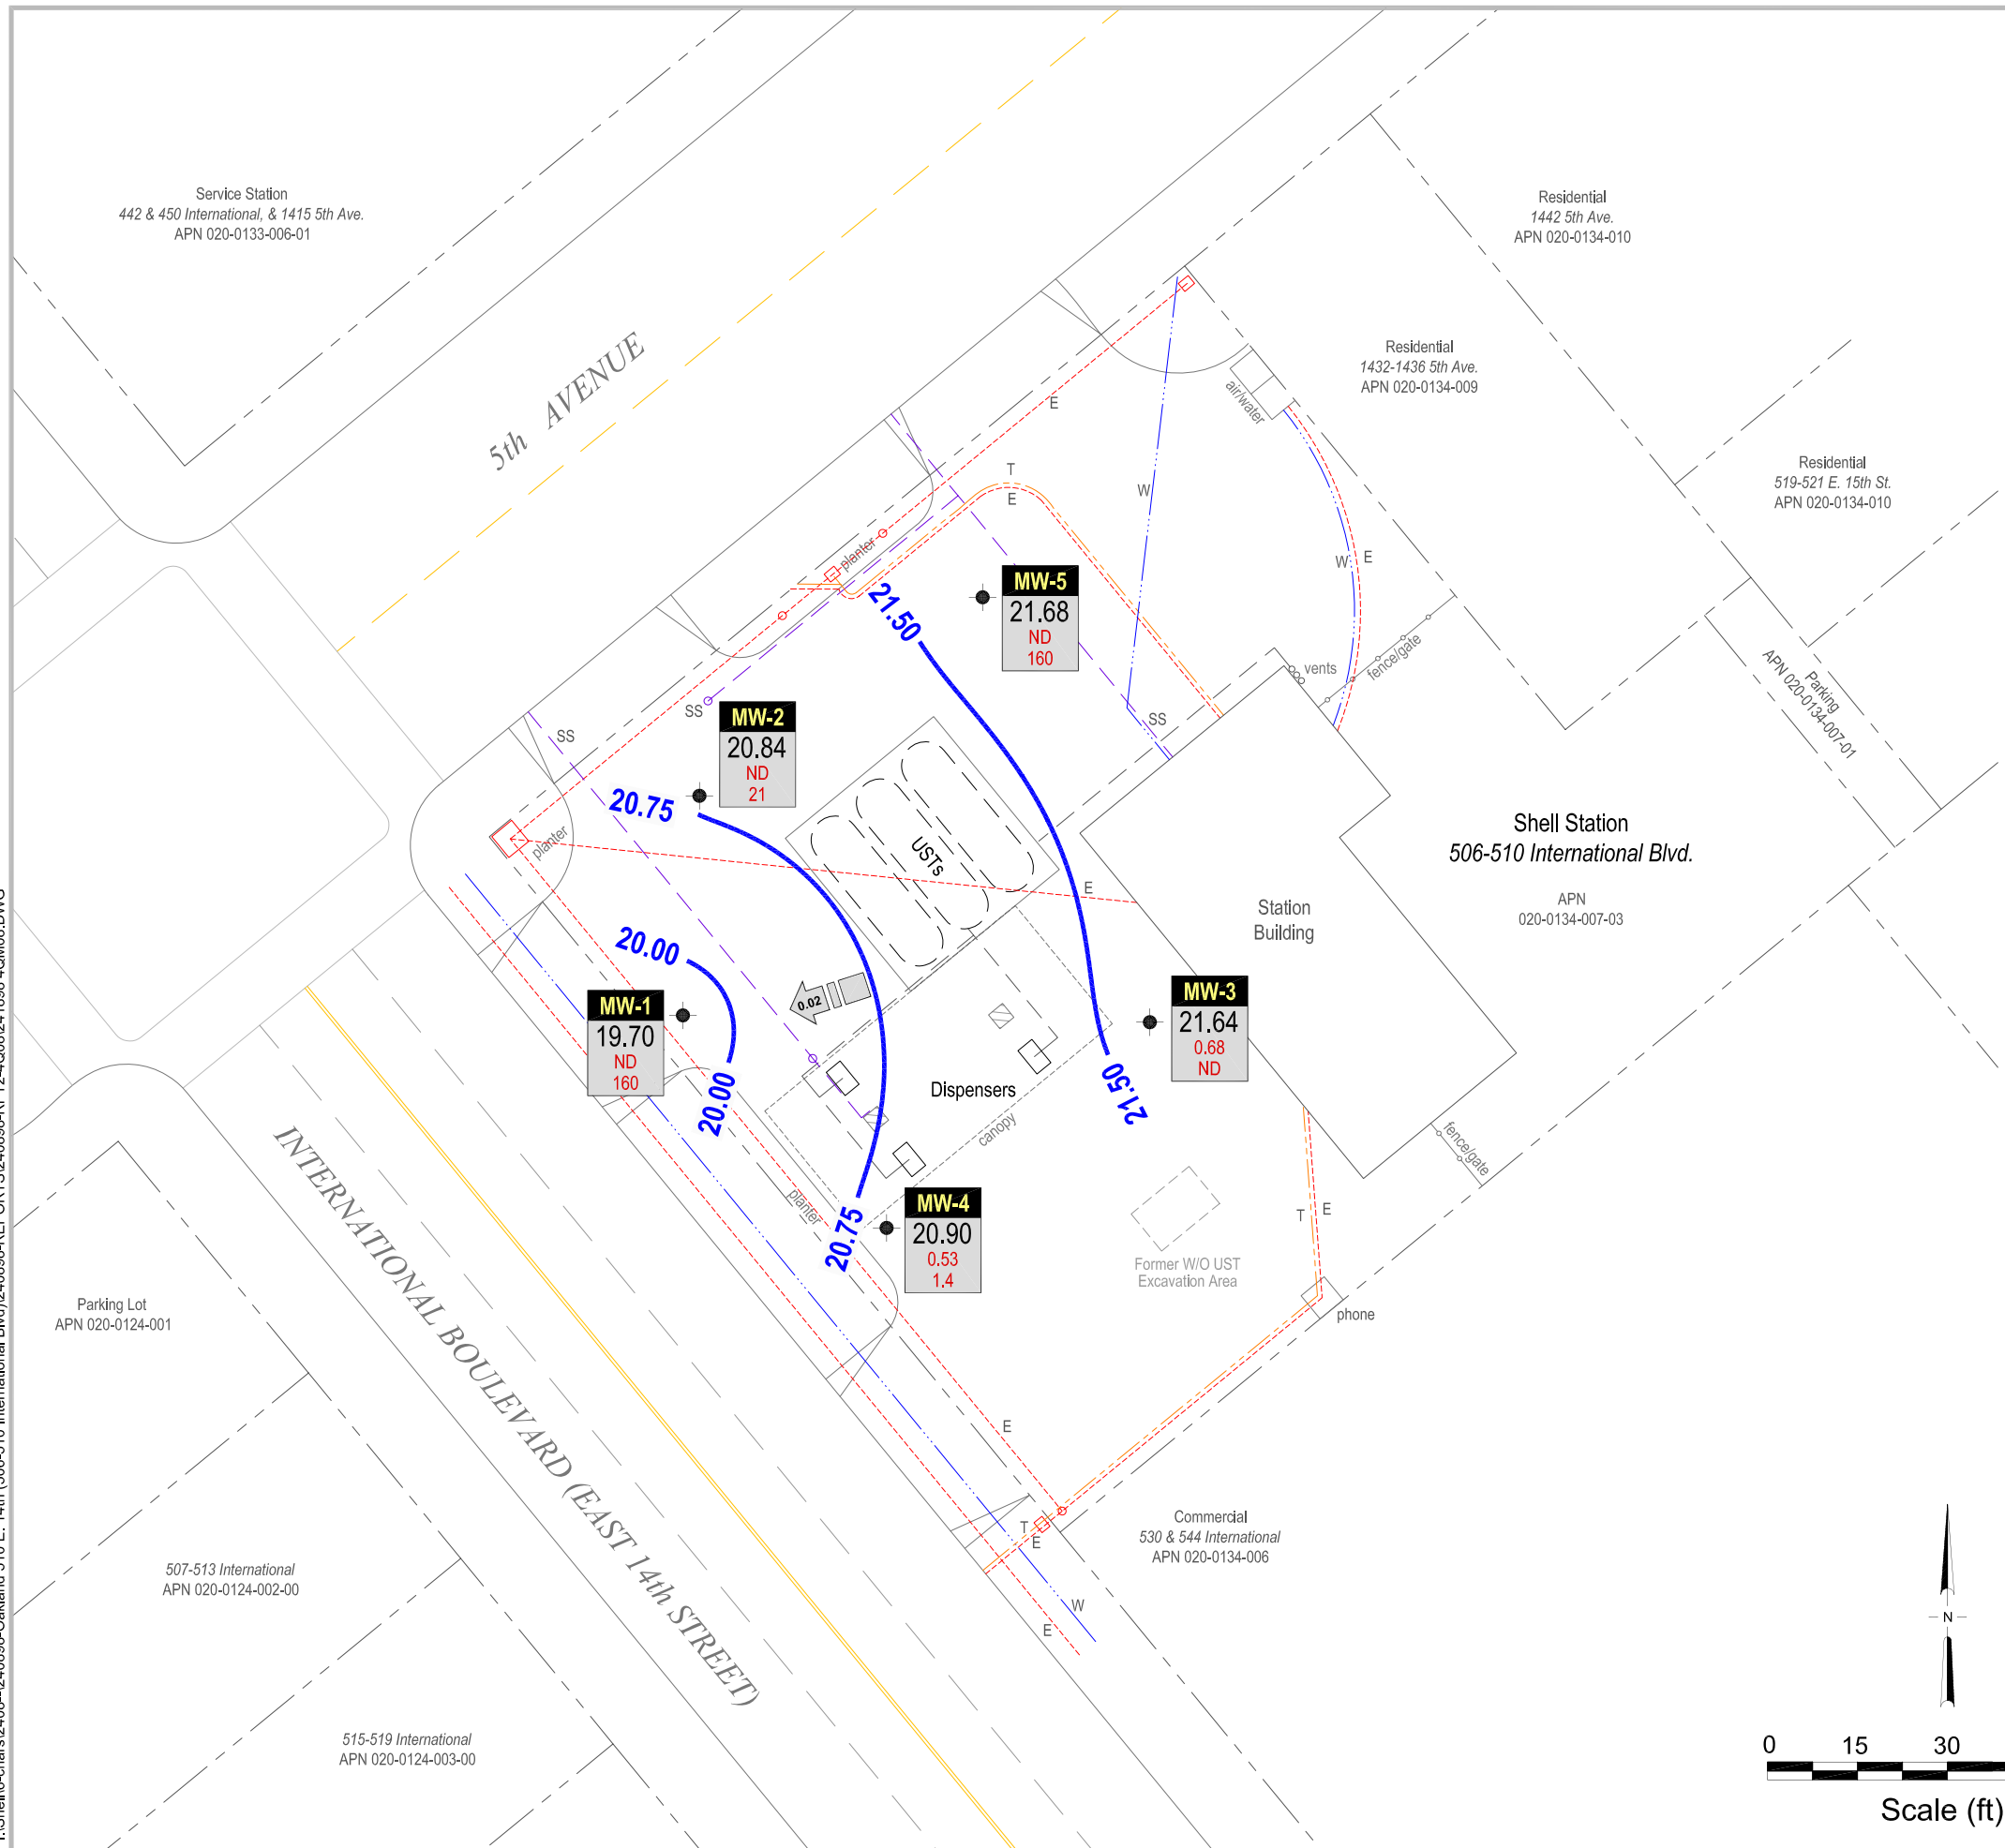 Service Station
442 & 450 International, & 1415 5th Ave.
APN 020-0133-006-01
5th AVENUE
Residential
1442 5th Ave.
APN 020-0134-010
Residential
1432-1436 5th Ave.
APN 020-0134-009
Residential
519-521 E. 15th St.
APN 020-0134-010
Parking
APN 020-0134-007-01
air/water
E
T
E
W
W
E
planter
21.50
MW-5
21.68
ND
160
vents
fence/gate
SS
SS
SS
MW-2
20.84
ND
21
20.75
planter
USTs
E
Shell Station
506-510 International Blvd.
APN
020-0134-007-03
Station
Building
20.00
0.02
MW-1
19.70
ND
160
MW-3
21.64
0.68
ND
20.00
Dispensers
canopy
21.50
fence/gate
planter
20.75
MW-4
20.90
0.53
1.4
Former W/O UST
Excavation Area
T
E
phone
INTERNATIONAL BOULEVARD (EAST 14th STREET)
Parking Lot
APN 020-0124-001
E
T
E
Commercial
530 & 544 International
APN 020-0134-006
W
E
507-513 International
APN 020-0124-002-00
515-519 International
APN 020-0124-003-00
N
0 15 30
Scale (ft)